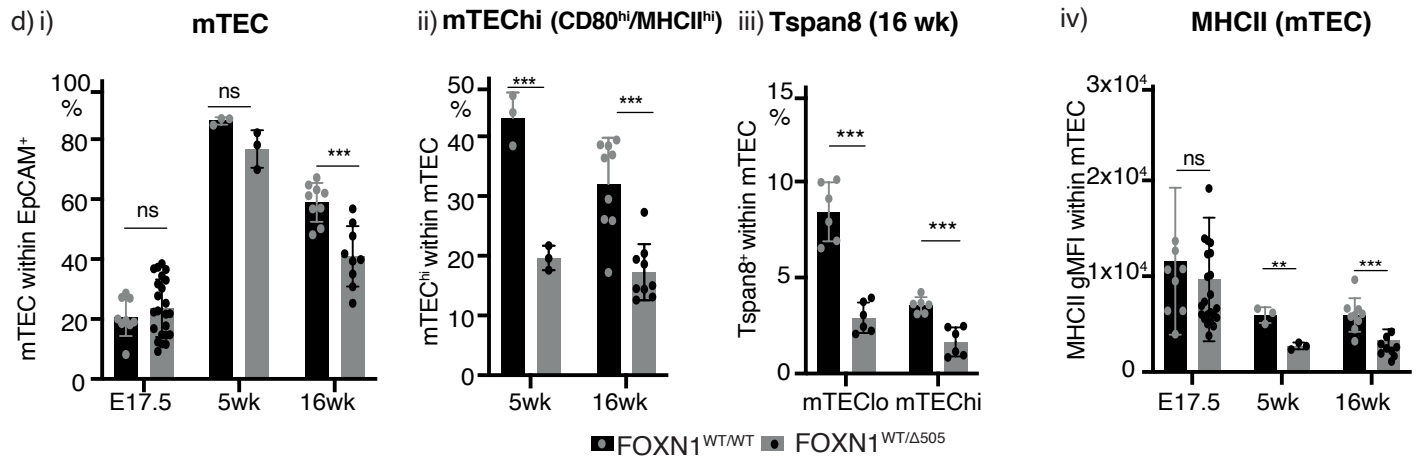 d) i) mTEC
mTEC within EpCAM⁺
100
%
80
60
40
20
0
ns
ns
***
E17.5 5wk 16wk
ii) mTEChi (CD80ʰⁱ/MHCIIʰⁱ)
mTECʰⁱ within mTEC
50
%
40
30
20
10
0
***
***
5wk 16wk
iii) Tspan8 (16 wk)
Tspan8⁺ within mTEC
15
%
10
5
0
***
***
mTEClo mTEChi
iv) MHCII (mTEC)
MHCII gMFI within mTEC
3x10⁴
2x10⁴
1x10⁴
0
ns
**
***
E17.5 5wk 16wk
FOXN1ᵂᵀ/ᵂᵀ FOXN1ᵂᵀ/Δ⁵⁰⁵